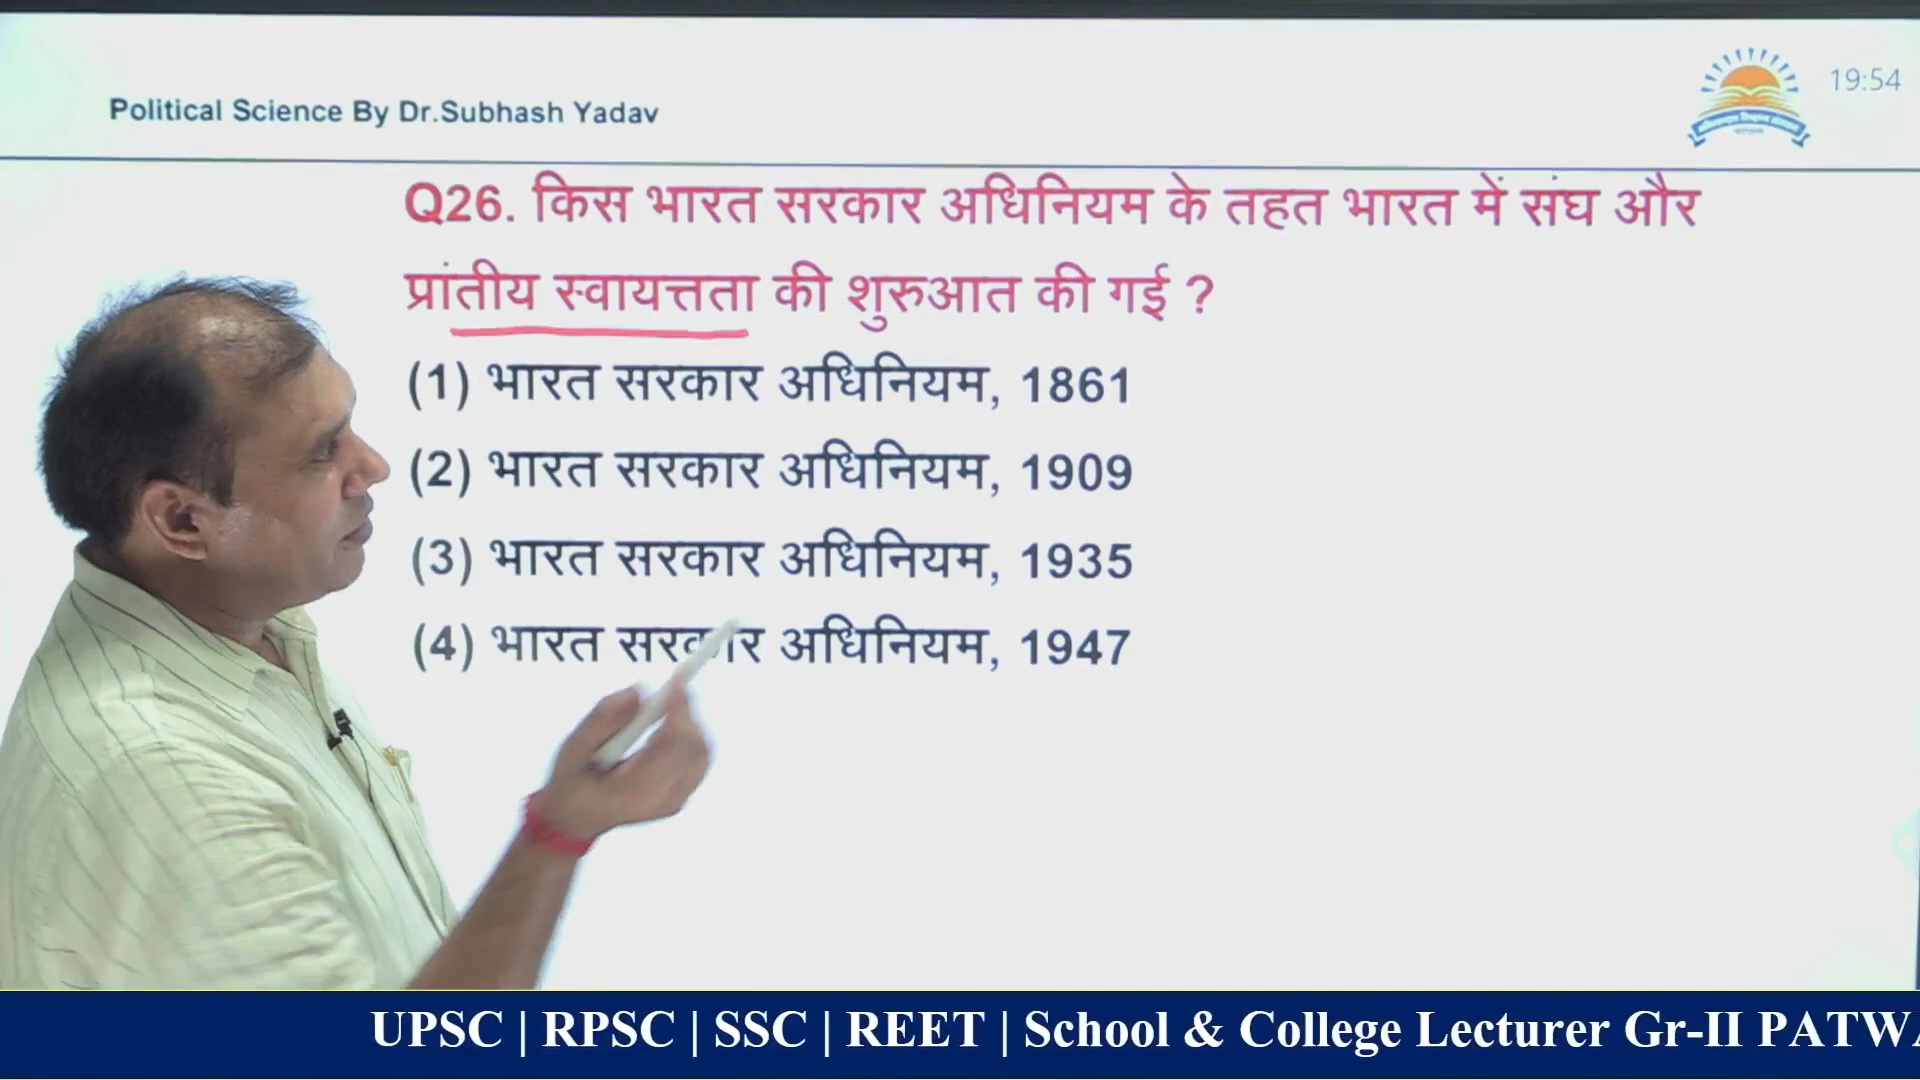 Political Science By Dr.Subhash Yadav
19:54
Q26. किस भारत सरकार अधिनियम के तहत भारत में संघ और
प्रांतीय स्वायत्तता की शुरुआत की गई ?
(1) भारत सरकार अधिनियम, 1861
(2) भारत सरकार अधिनियम, 1909
(3) भारत सरकार अधिनियम, 1935
(4) भारत सरकार अधिनियम, 1947
UPSC | RPSC | SSC | REET | School & College Lecturer Gr-II PATWA